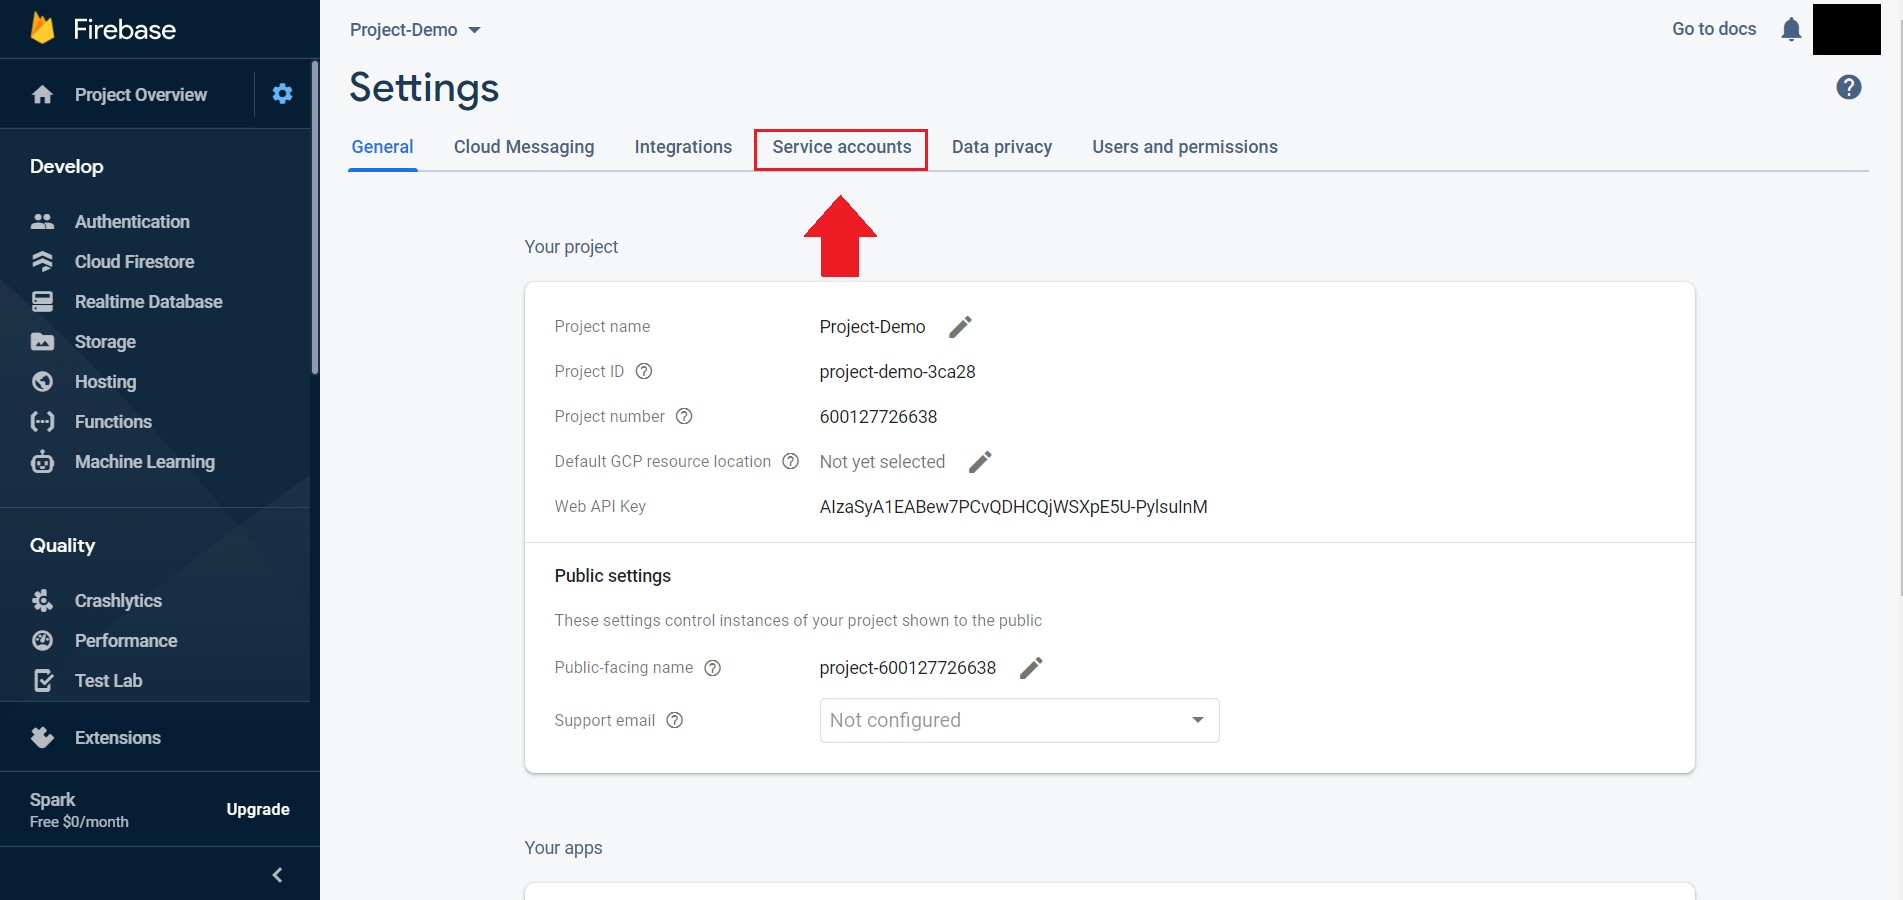 Firebase
Project Overview
Develop
Authentication
Cloud Firestore
Realtime Database
Storage
Hosting
Functions
Machine Learning
Quality
Crashlytics
Performance
Test Lab
Extensions
Spark
Free $0/month
Upgrade
Project-Demo
Go to docs
Settings
General Cloud Messaging Integrations Service accounts Data privacy Users and permissions
Your project
Project name Project-Demo
Project ID project-demo-3ca28
Project number 600127726638
Default GCP resource location Not yet selected
Web API Key AIzaSyA1EABew7PCvQDHCQjWSXpE5U-PylsuInM
Public settings
These settings control instances of your project shown to the public
Public-facing name project-600127726638
Support email Not configured
Your apps